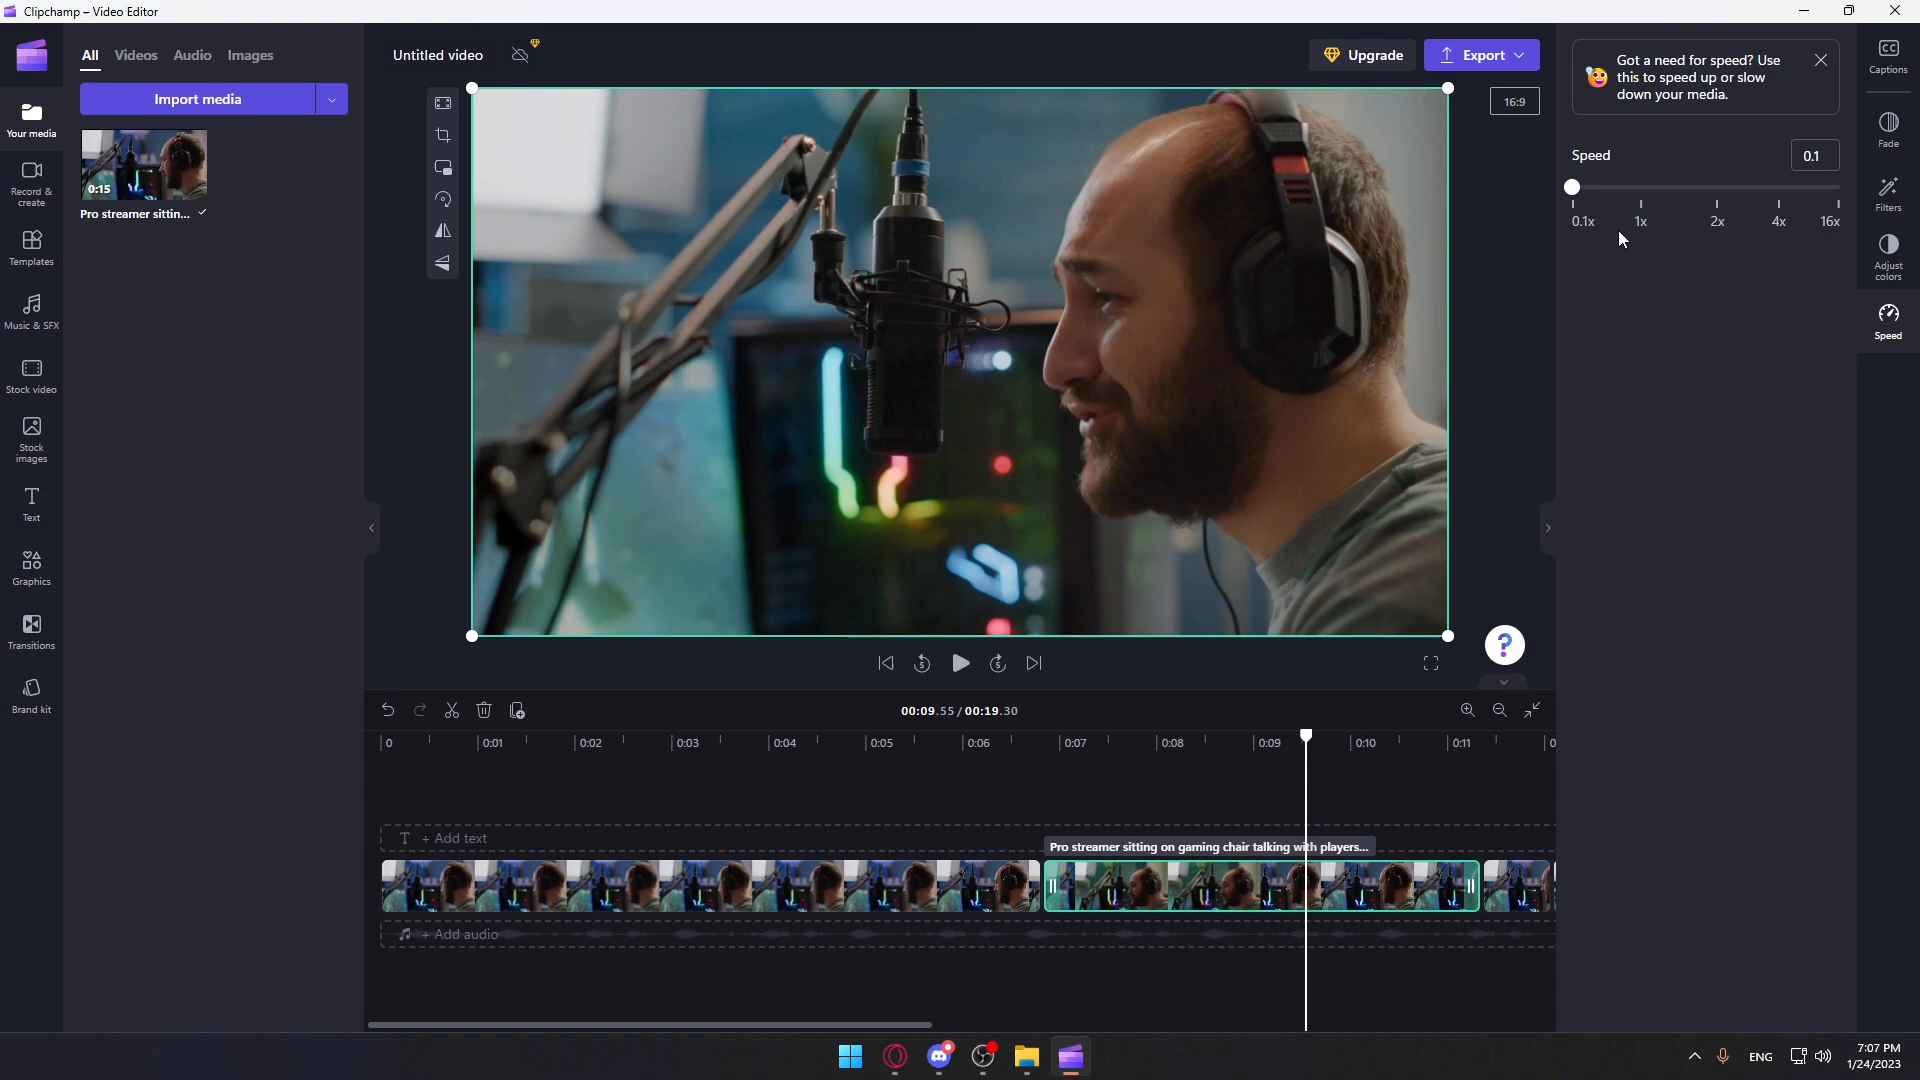 Clipchamp – Video Editor
All Videos Audio Images
Import media
0:15
Pro streamer sittin...
Your media
Record & create
Templates
Music & SFX
Stock video
Stock images
Text
Graphics
Transitions
Brand kit
Untitled video
Upgrade
Export
16:9
Got a need for speed? Use
this to speed up or slow
down your media.
Speed
0.1
0.1x 1x 2x 4x 16x
Captions
Fade
Filters
Adjust
colors
Speed
5
5
?
00:09.55 / 00:19.30
0 0:01 0:02 0:03 0:04 0:05 0:06 0:07 0:08 0:09 0:10 0:11 0
T + Add text
Pro streamer sitting on gaming chair talking with players...
+ Add audio
ENG
7:07 PM
1/24/2023